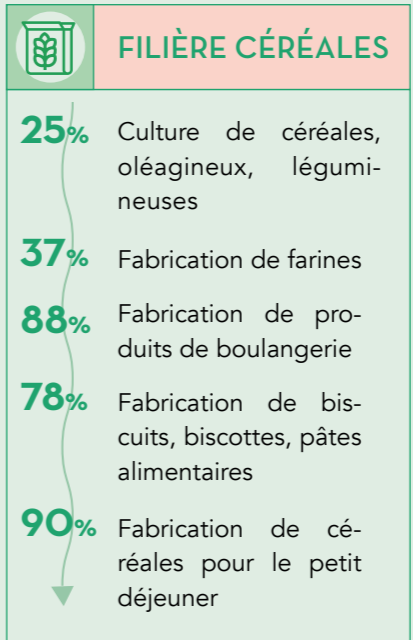 FILIÈRE CÉRÉALES
25% Culture de céréales,
oléagineux, légumi-
neuses
37% Fabrication de farines
88% Fabrication de pro-
duits de boulangerie
78% Fabrication de bis-
cuits, biscottes, pâtes
alimentaires
90% Fabrication de cé-
réales pour le petit
déjeuner